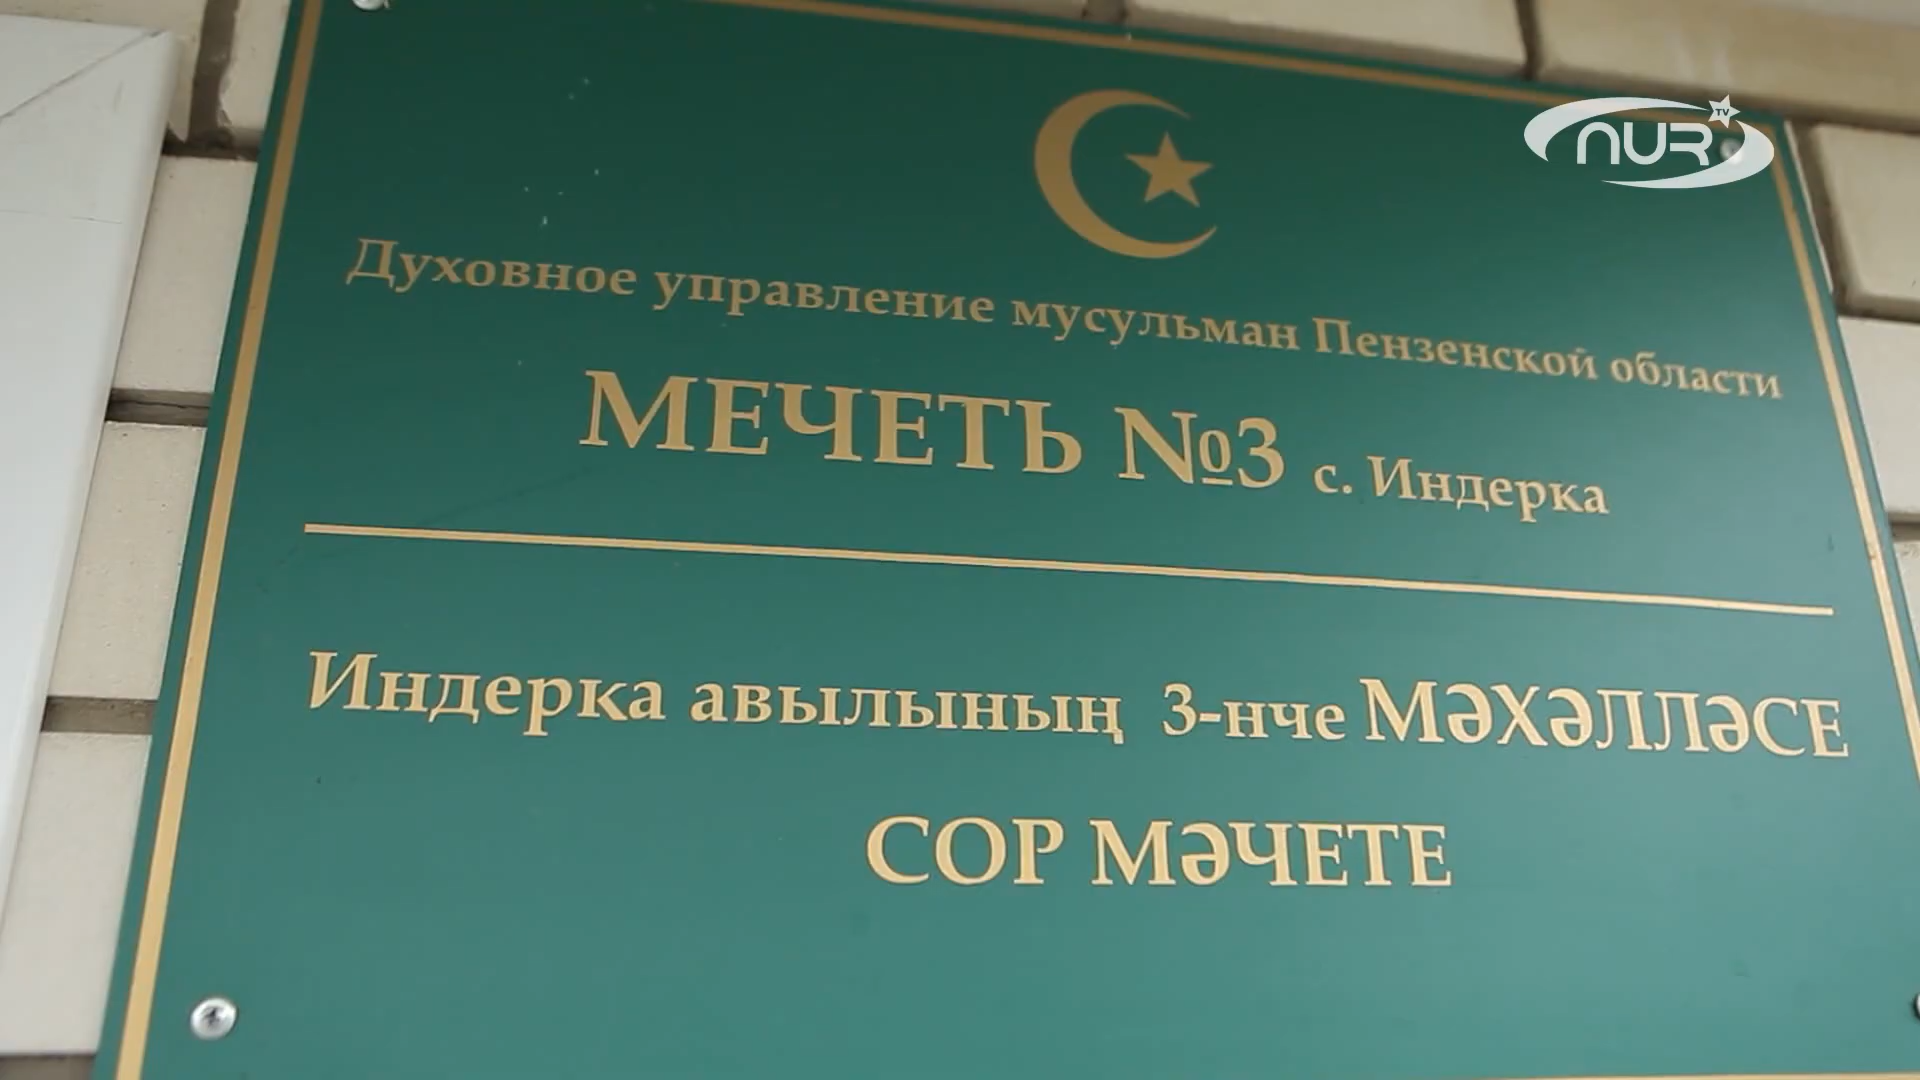 NUR TV
Духовное управление мусульман Пензенской области
МЕЧЕТЬ №3 с. Индерка
Индерка авылының 3-нче МӘХӘЛЛӘСЕ
СОР МӘЧЕТЕ